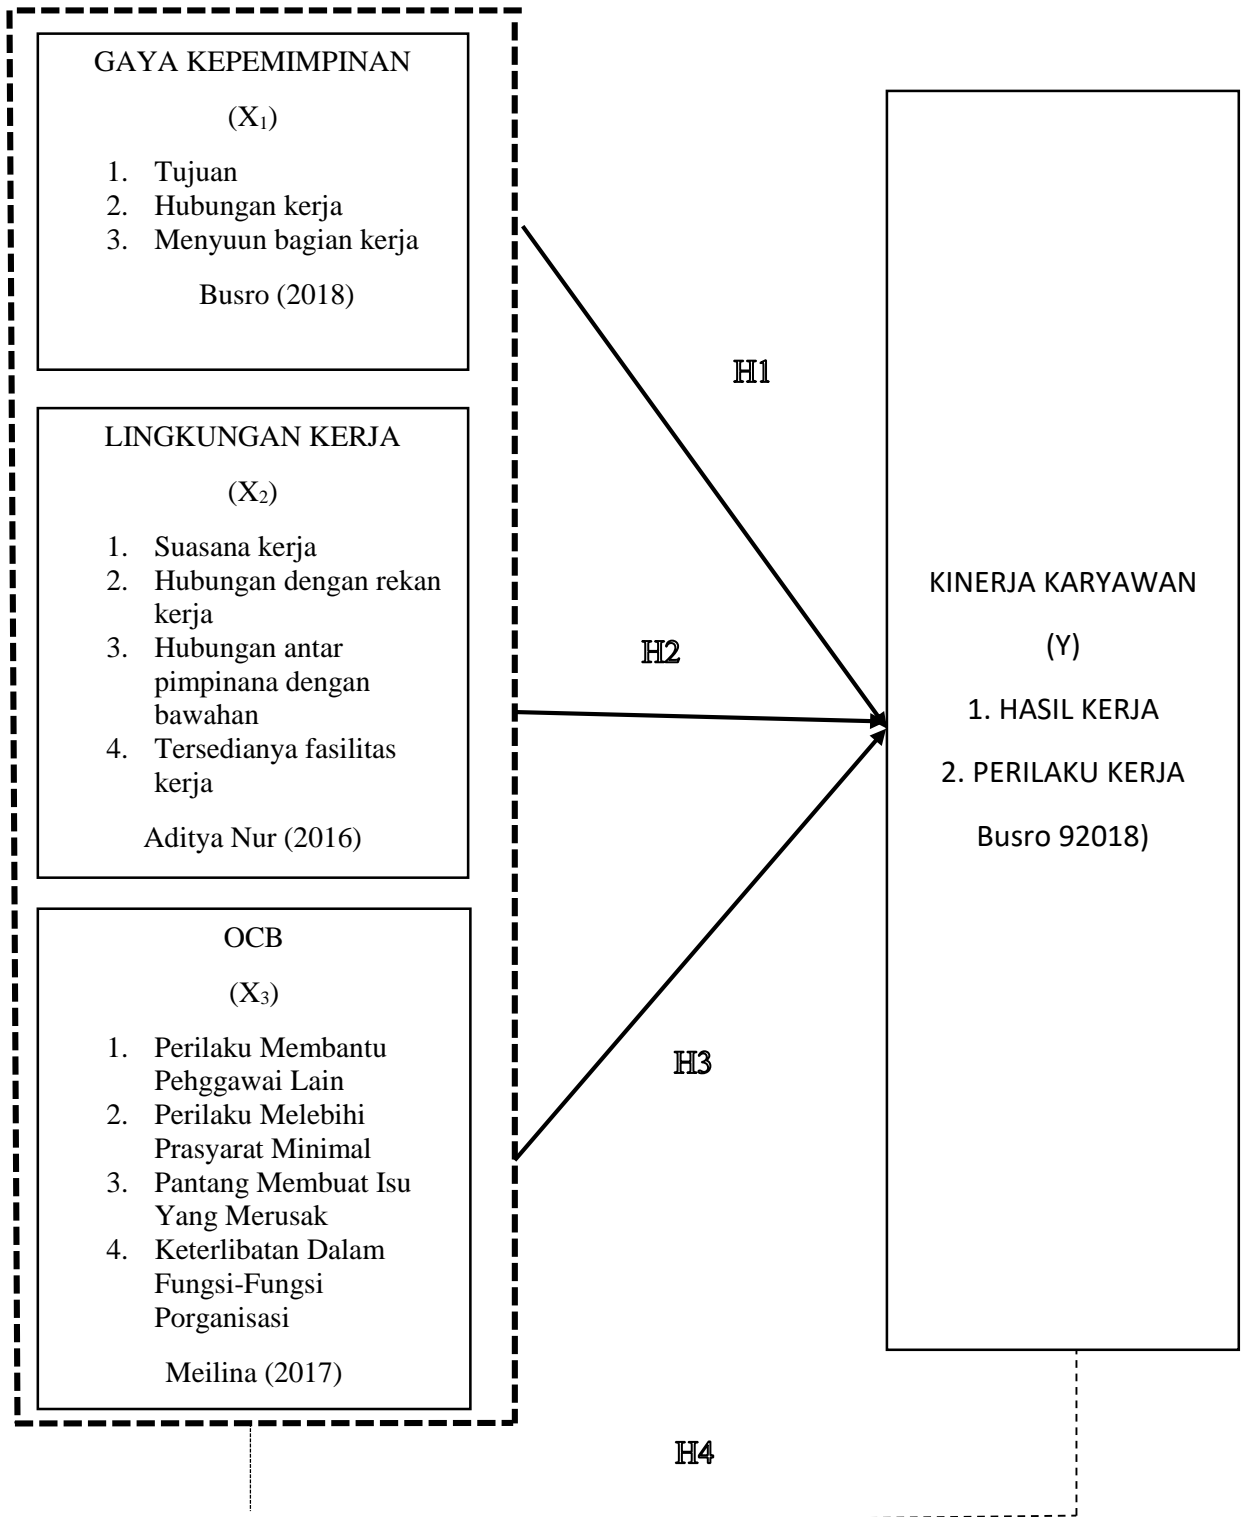 GAYA KEPEMIMPINAN
(X₁)
1. Tujuan
2. Hubungan kerja
3. Menyuun bagian kerja
Busro (2018)
LINGKUNGAN KERJA
(X₂)
1. Suasana kerja
2. Hubungan dengan rekan
kerja
3. Hubungan antar
pimpinana dengan
bawahan
4. Tersedianya fasilitas
kerja
Aditya Nur (2016)
OCB
(X₃)
1. Perilaku Membantu
Pehggawai Lain
2. Perilaku Melebihi
Prasyarat Minimal
3. Pantang Membuat Isu
Yang Merusak
4. Keterlibatan Dalam
Fungsi-Fungsi
Porganisasi
Meilina (2017)
H1
H2
H3
H4
KINERJA KARYAWAN
(Y)
1. HASIL KERJA
2. PERILAKU KERJA
Busro 92018)